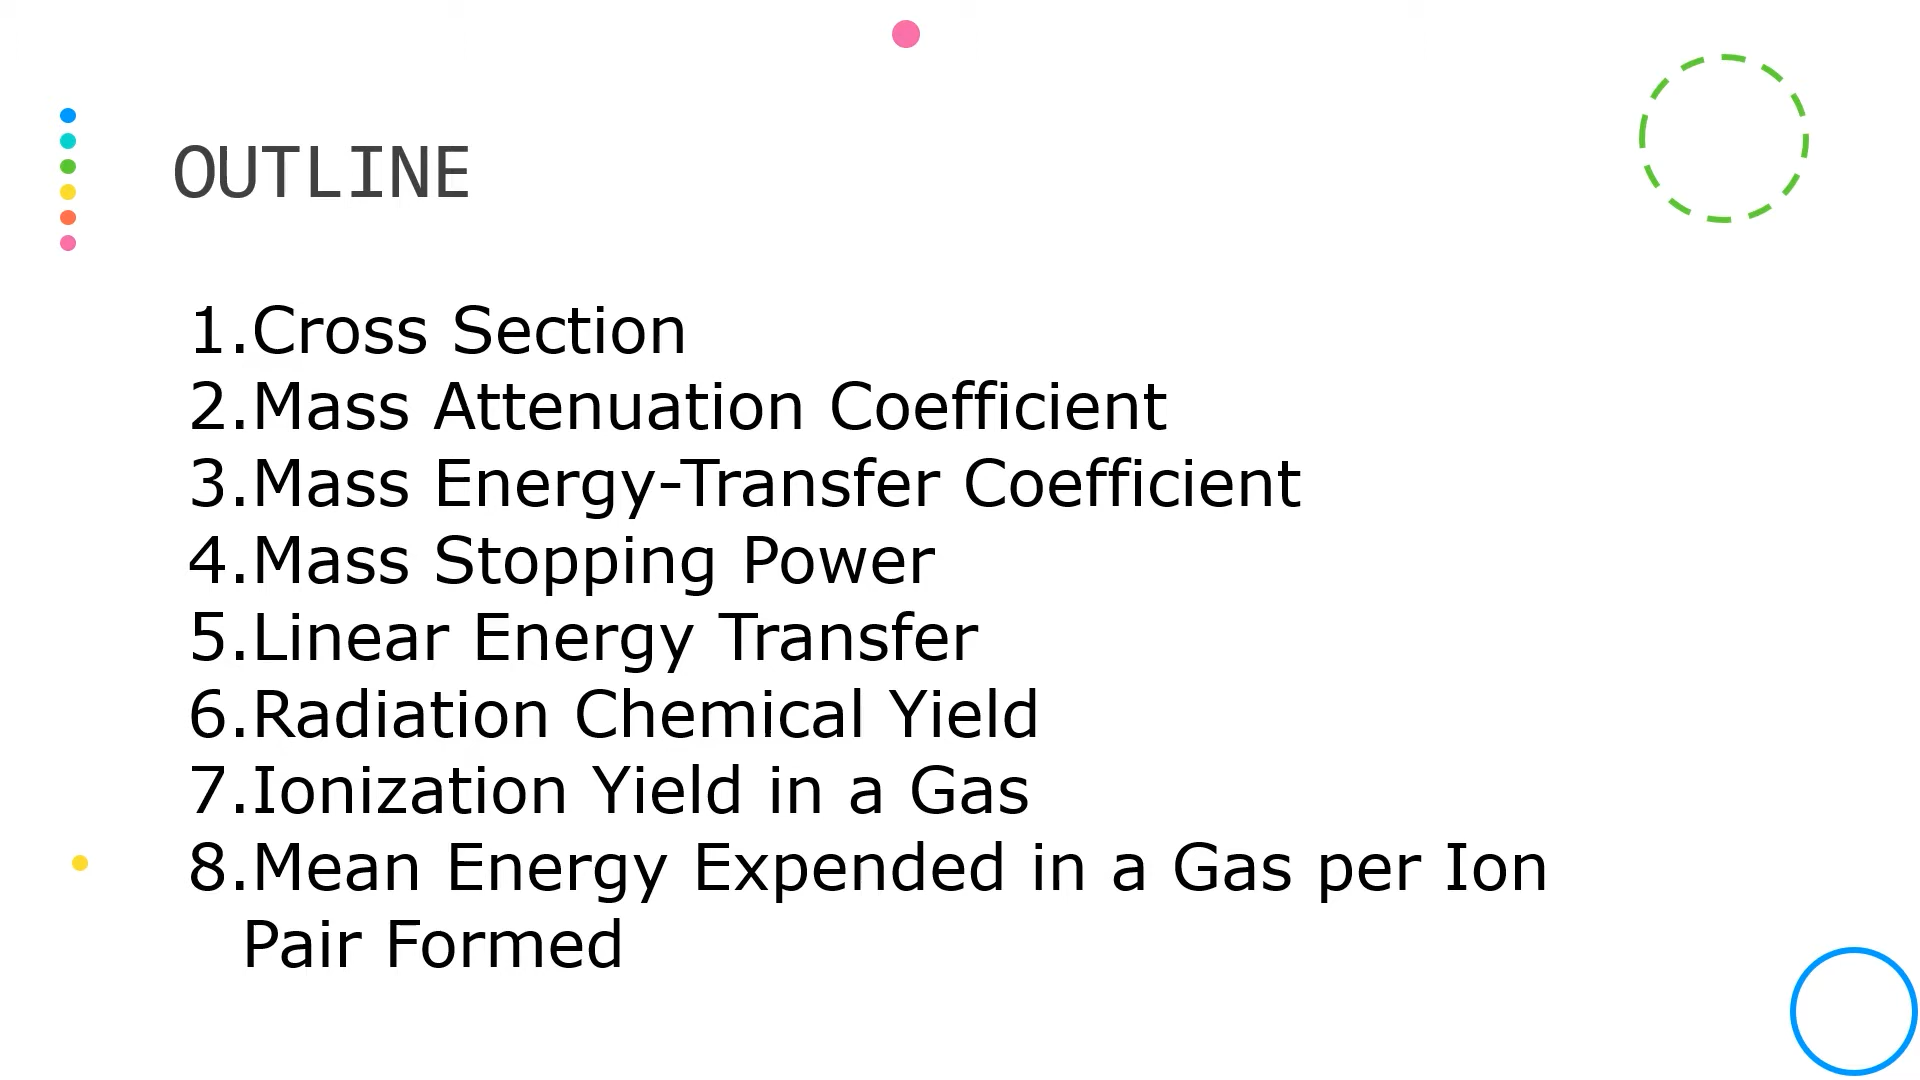 OUTLINE
1.Cross Section
2.Mass Attenuation Coefficient
3.Mass Energy-Transfer Coefficient
4.Mass Stopping Power
5.Linear Energy Transfer
6.Radiation Chemical Yield
7.Ionization Yield in a Gas
8.Mean Energy Expended in a Gas per Ion
Pair Formed